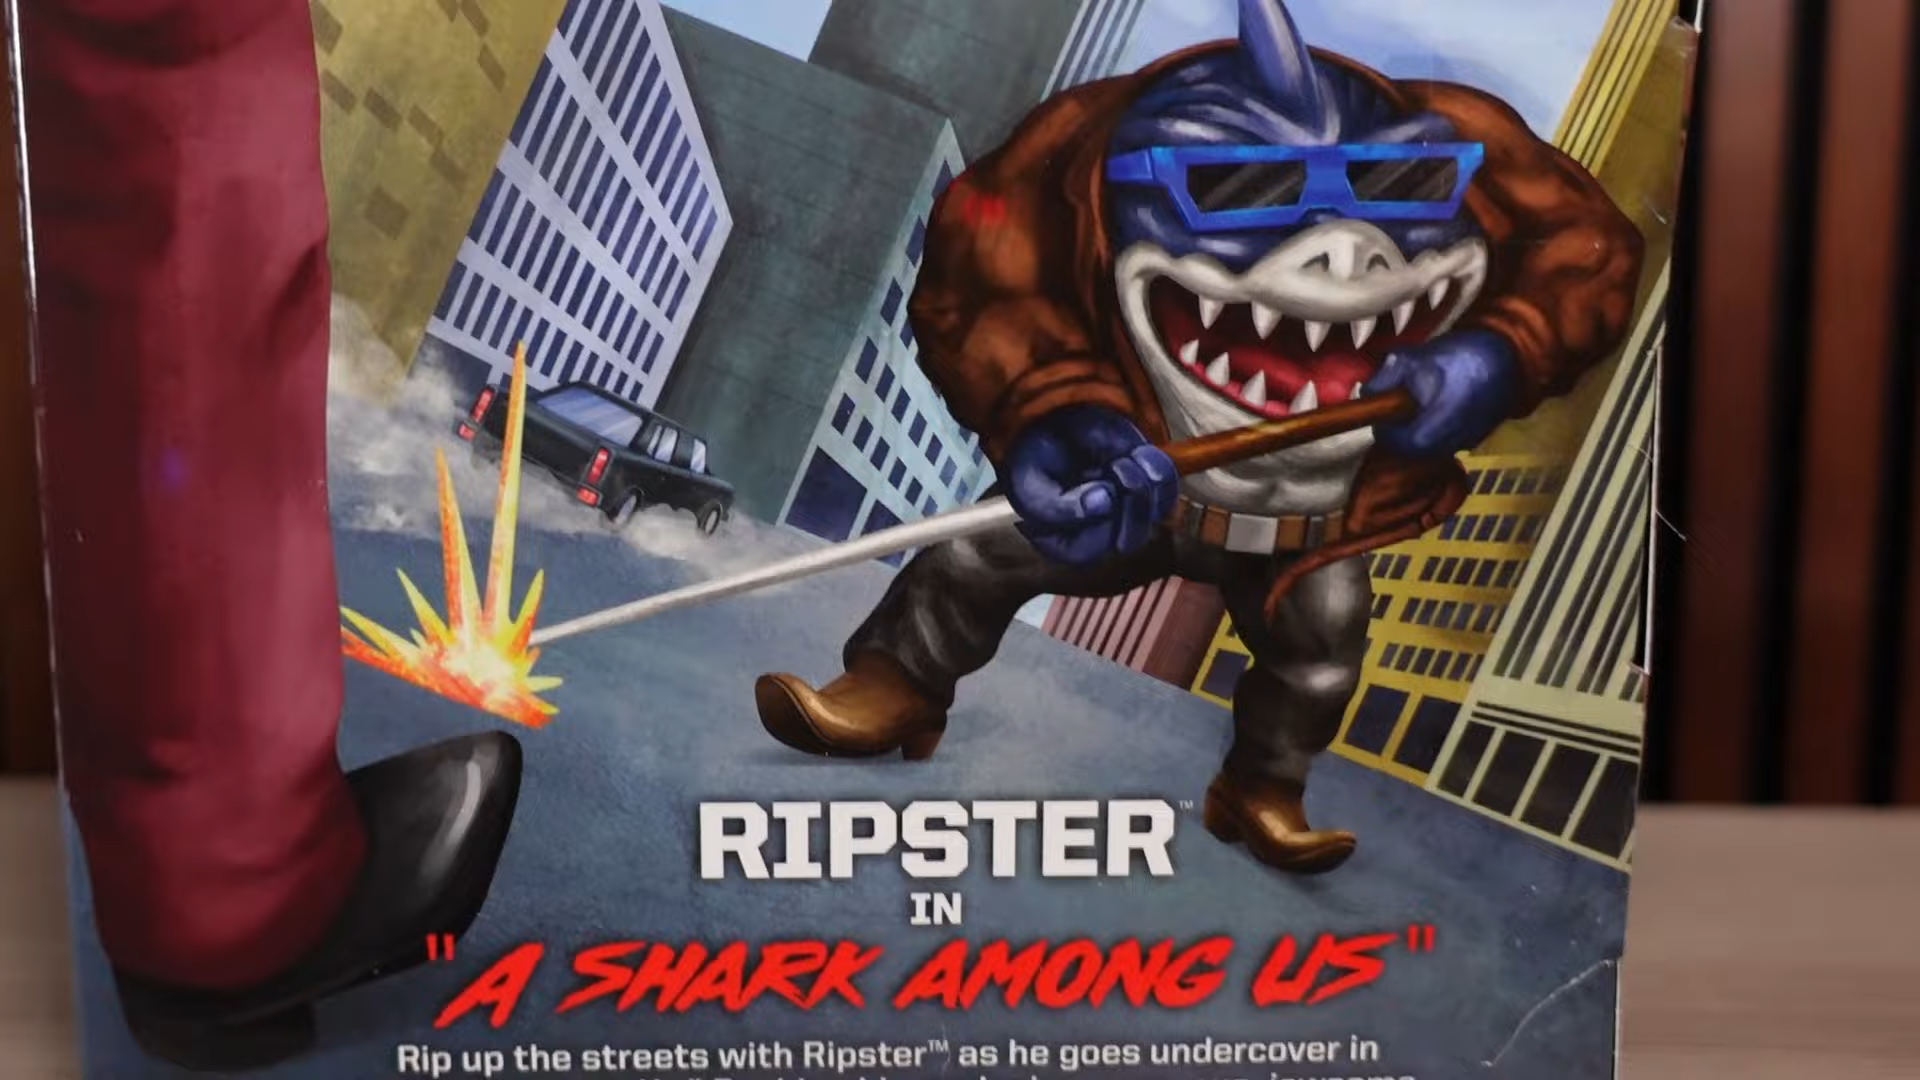 RIPSTER™
IN
"A SHARK AMONG US"
Rip up the streets with Ripster™ as he goes undercover in